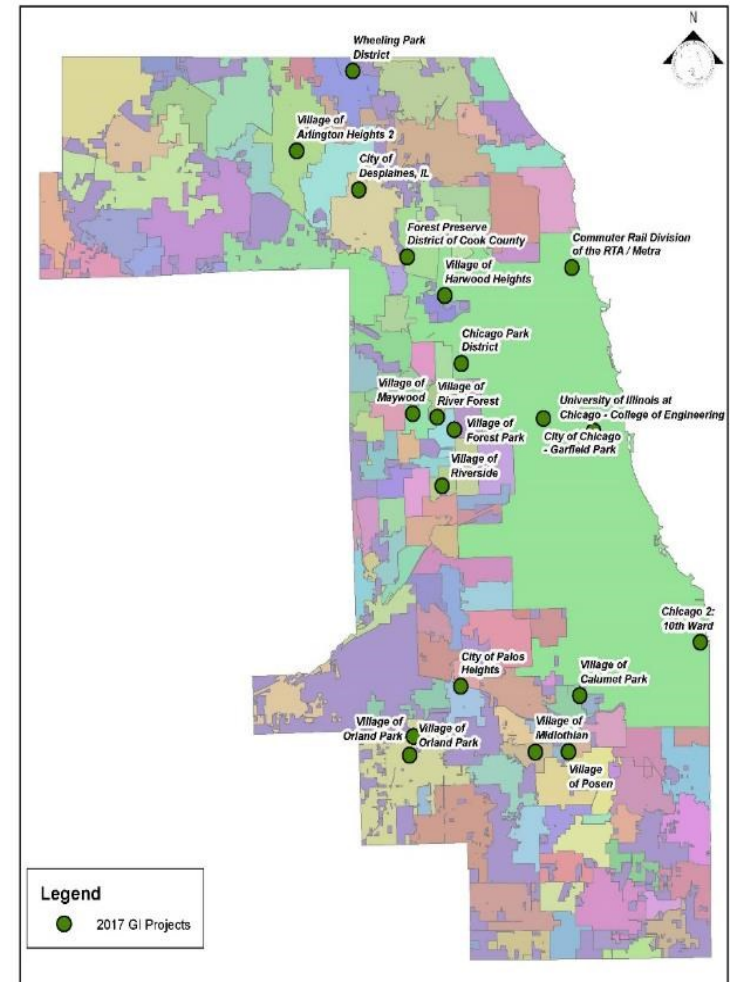 N
Wheeling Park
District
Village of
Arlington Heights 2
City of
Desplaines, IL
Forest Preserve
District of Cook County
Commuter Rail Division
of the RTA / Metra
Village of
Harwood Heights
Chicago Park
District
Village of
Maywood
Village of
River Forest
University of Illinois at
Chicago - College of Engineering
Village of
Forest Park
City of Chicago
- Garfield Park
Village of
Riverside
Chicago 2:
10th Ward
City of Palos
Heights
Village of
Calumet Park
Village of
Orland Park
Village of
Orland Park
Village of
Midlothian
Village
of Posen
Legend
2017 GI Projects